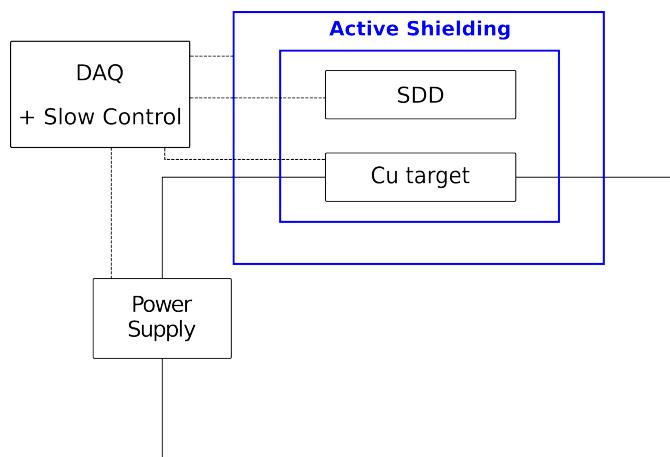 Active Shielding
DAQ
+ Slow Control
SDD
Cu target
Power
Supply